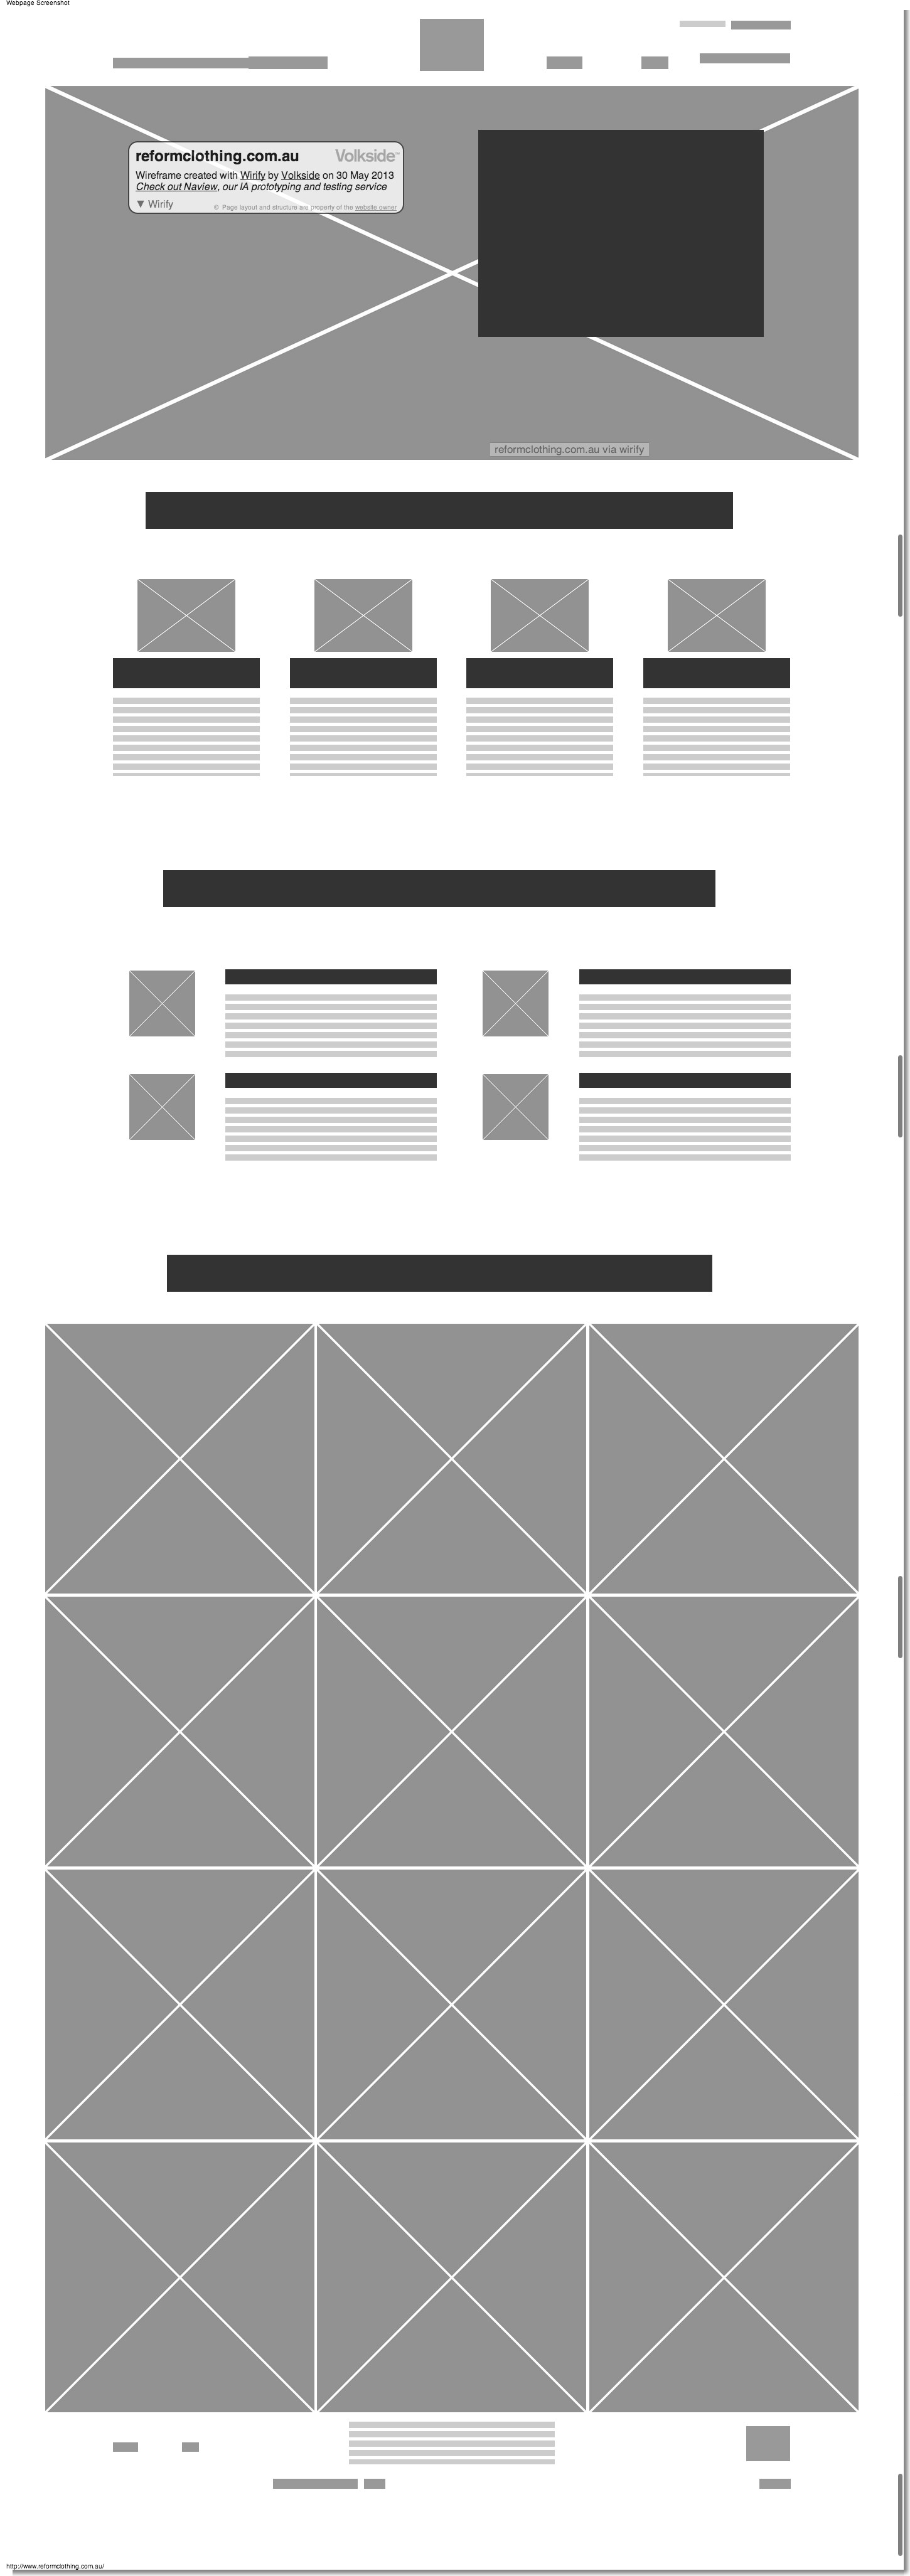 Webpage Screenshot
reformclothing.com.au
Volkside™
Wireframe created with Wirify by Volkside on 30 May 2013
Check out Naview, our IA prototyping and testing service
▼ Wirify
© Page layout and structure are property of the website owner
reformclothing.com.au via wirify
http://www.reformclothing.com.au/